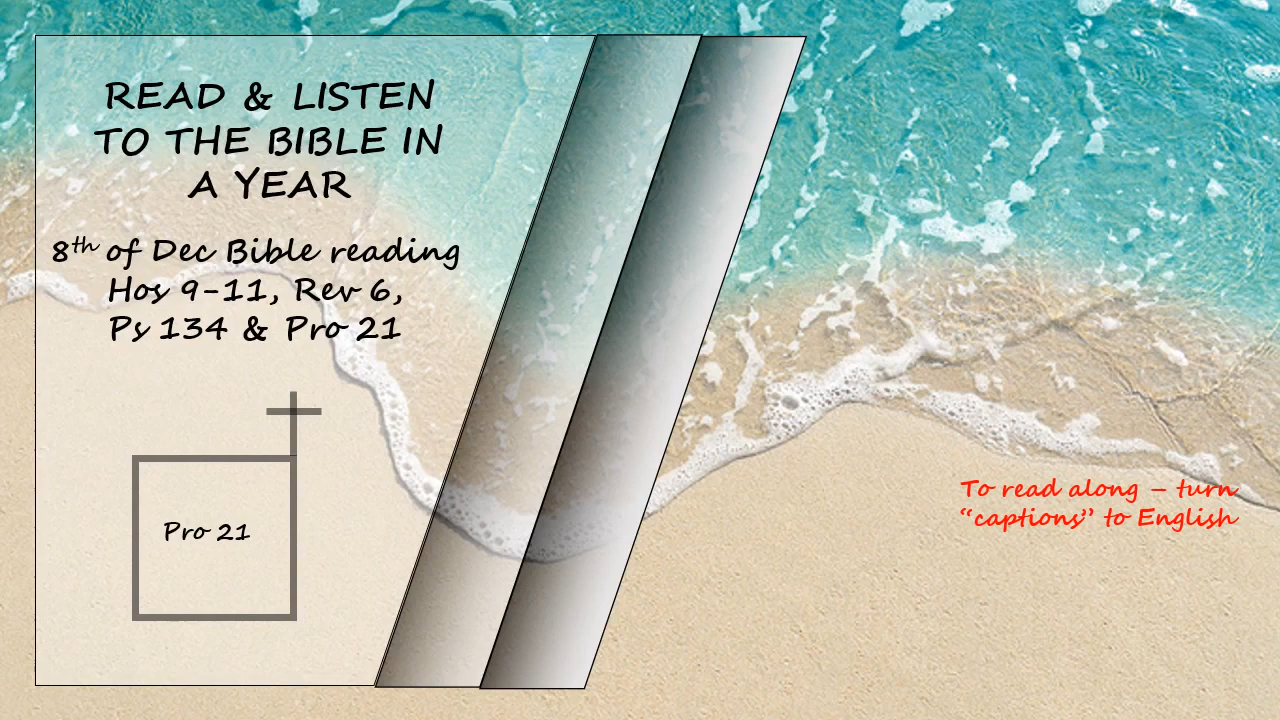 READ & LISTEN
TO THE BIBLE IN
A YEAR
8th of Dec Bible reading
Hos 9-11, Rev 6,
Ps 134 & Pro 21
Pro 21
To read along – turn
“captions” to English